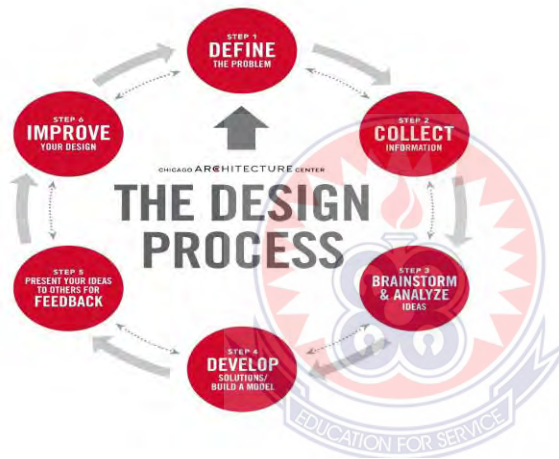 STEP 1
DEFINE
THE PROBLEM
STEP 2
COLLECT
INFORMATION
STEP 3
BRAINSTORM
& ANALYZE
IDEAS
STEP 4
DEVELOP
SOLUTIONS/
BUILD A MODEL
STEP 5
PRESENT YOUR IDEAS
TO OTHERS FOR
FEEDBACK
STEP 6
IMPROVE
YOUR DESIGN
CHICAGO ARCHITECTURE CENTER
THE DESIGN
PROCESS
EDUCATION FOR SERVICE